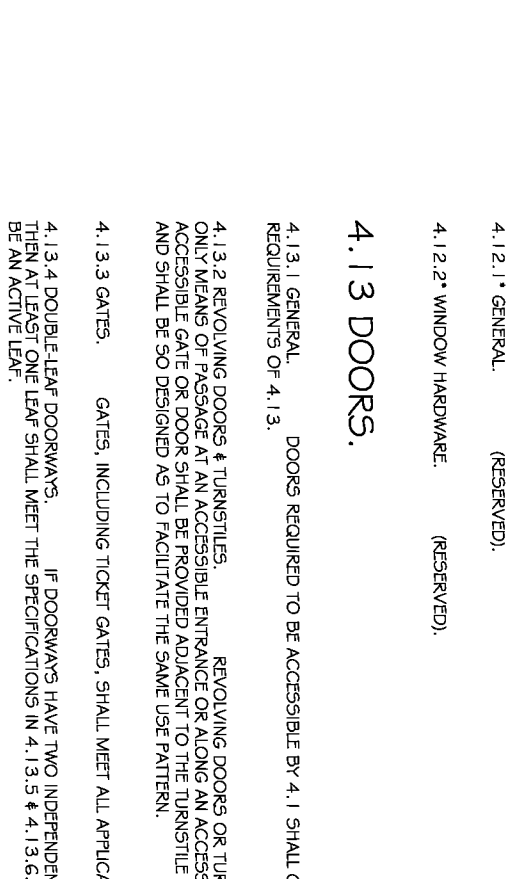 4.12.1* GENERAL. (RESERVED).
4.12.2* WINDOW HARDWARE. (RESERVED).
4.13 DOORS.
4.13.1 GENERAL. DOORS REQUIRED TO BE ACCESSIBLE BY 4.1 SHALL
REQUIREMENTS OF 4.13.
4.13.2 REVOLVING DOORS & TURNSTILES. REVOLVING DOORS OR TUR
ONLY MEANS OF PASSAGE AT AN ACCESSIBLE ENTRANCE OR ALONG AN ACCESS
ACCESSIBLE GATE OR DOOR SHALL BE PROVIDED ADJACENT TO THE TURNSTILE
AND SHALL BE SO DESIGNED AS TO FACILITATE THE SAME USE PATTERN.
4.13.3 GATES. GATES, INCLUDING TICKET GATES, SHALL MEET ALL APPLICA
4.13.4 DOUBLE-LEAF DOORWAYS. IF DOORWAYS HAVE TWO INDEPENDEN
THEN AT LEAST ONE LEAF SHALL MEET THE SPECIFICATIONS IN 4.13.5 & 4.13.6.
BE AN ACTIVE LEAF.